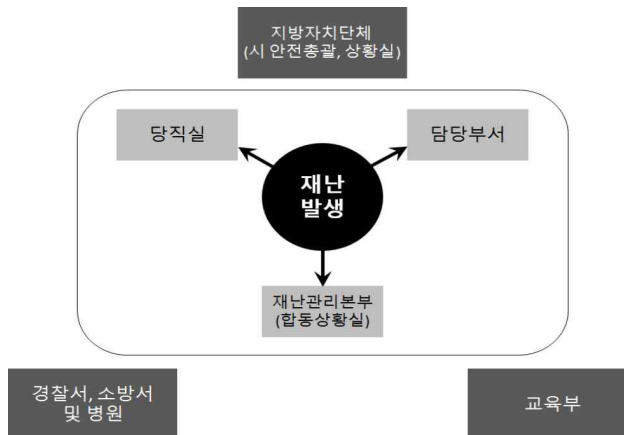 지방자치단체
(시 안전총괄, 상황실)
당직실
담당부서
재난
발생
재난관리본부
(합동상황실)
경찰서, 소방서
및 병원
교육부